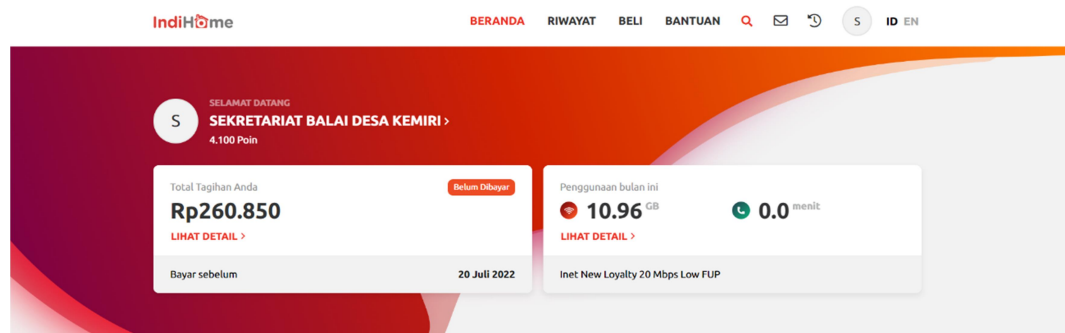 IndiHome
BERANDA RIWAYAT BELI BANTUAN S ID EN
SELAMAT DATANG
S SEKRETARIAT BALAI DESA KEMIRI >
4.100 Poin
Total Tagihan Anda Belum Dibayar
Rp260.850
LIHAT DETAIL >
Bayar sebelum 20 Juli 2022
Penggunaan bulan ini
10.96 GB 0.0 menit
LIHAT DETAIL >
Inet New Loyalty 20 Mbps Low FUP